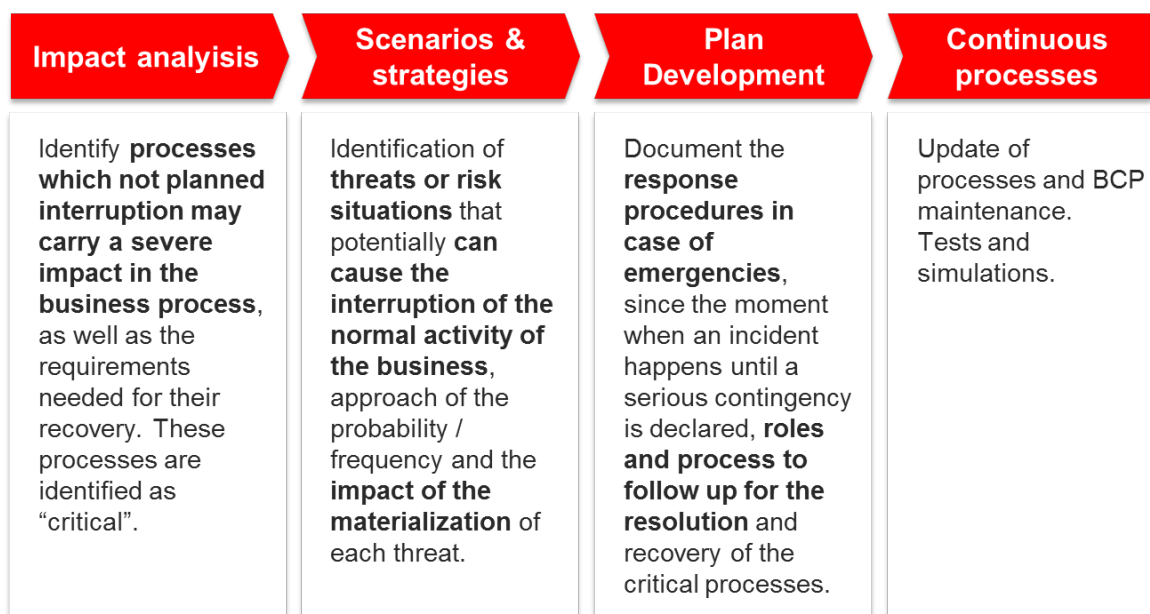 Impact analyisis
Identify processes
which not planned
interruption may
carry a severe
impact in the
business process,
as well as the
requirements
needed for their
recovery. These
processes are
identified as
“critical”.
Scenarios &
strategies
Identification of
threats or risk
situations that
potentially can
cause the
interruption of the
normal activity of
the business,
approach of the
probability /
frequency and the
impact of the
materialization of
each threat.
Plan
Development
Document the
response
procedures in
case of
emergencies,
since the moment
when an incident
happens until a
serious contingency
is declared, roles
and process to
follow up for the
resolution and
recovery of the
critical processes.
Continuous
processes
Update of
processes and BCP
maintenance.
Tests and
simulations.